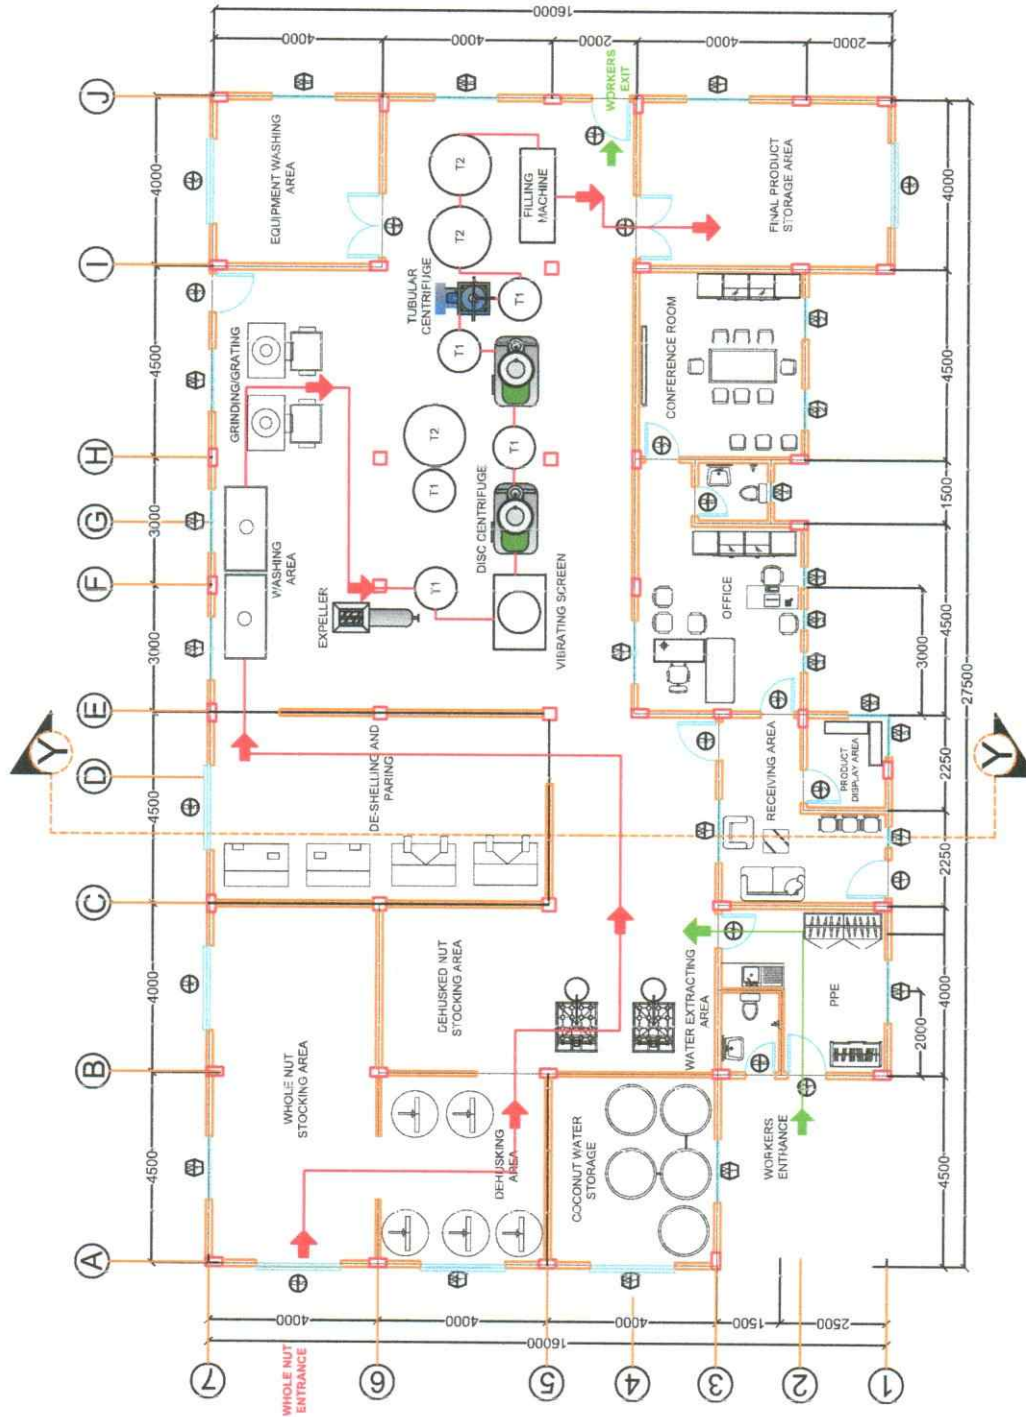 16000
4000
4000
2000
4000
2000
A
B
C
D
E
F
G
H
I
J
4500
4000
4500
3000
3000
4500
4000
7
6
5
4
3
2
1
16000
4000
4000
4000
1500
2500
WHOLE NUT
ENTRANCE
WHOLE NUT
STOCKING AREA
DE-SHELLING AND
PARING
WASHING
AREA
GRINDING/GRATING
EQUIPMENT WASHING
AREA
DEHUSKING
AREA
DEHUSKED NUT
STOCKING AREA
EXPELLER
T1
T1
T2
VIBRATING SCREEN
DISC CENTRIFUGE
T1
T1
TUBULAR
CENTRIFUGE
T1
T2
T2
FILLING
MACHINE
WORKERS
EXIT
COCONUT WATER
STORAGE
WATER EXTRACTING
AREA
WORKERS
ENTRANCE
PPE
RECEIVING AREA
PRODUCT
DISPLAY AREA
OFFICE
CONFERENCE ROOM
FINAL PRODUCT
STORAGE AREA
Y
Y
2000
3000
4500
4000
2250
2250
4500
1500
4500
4000
27500